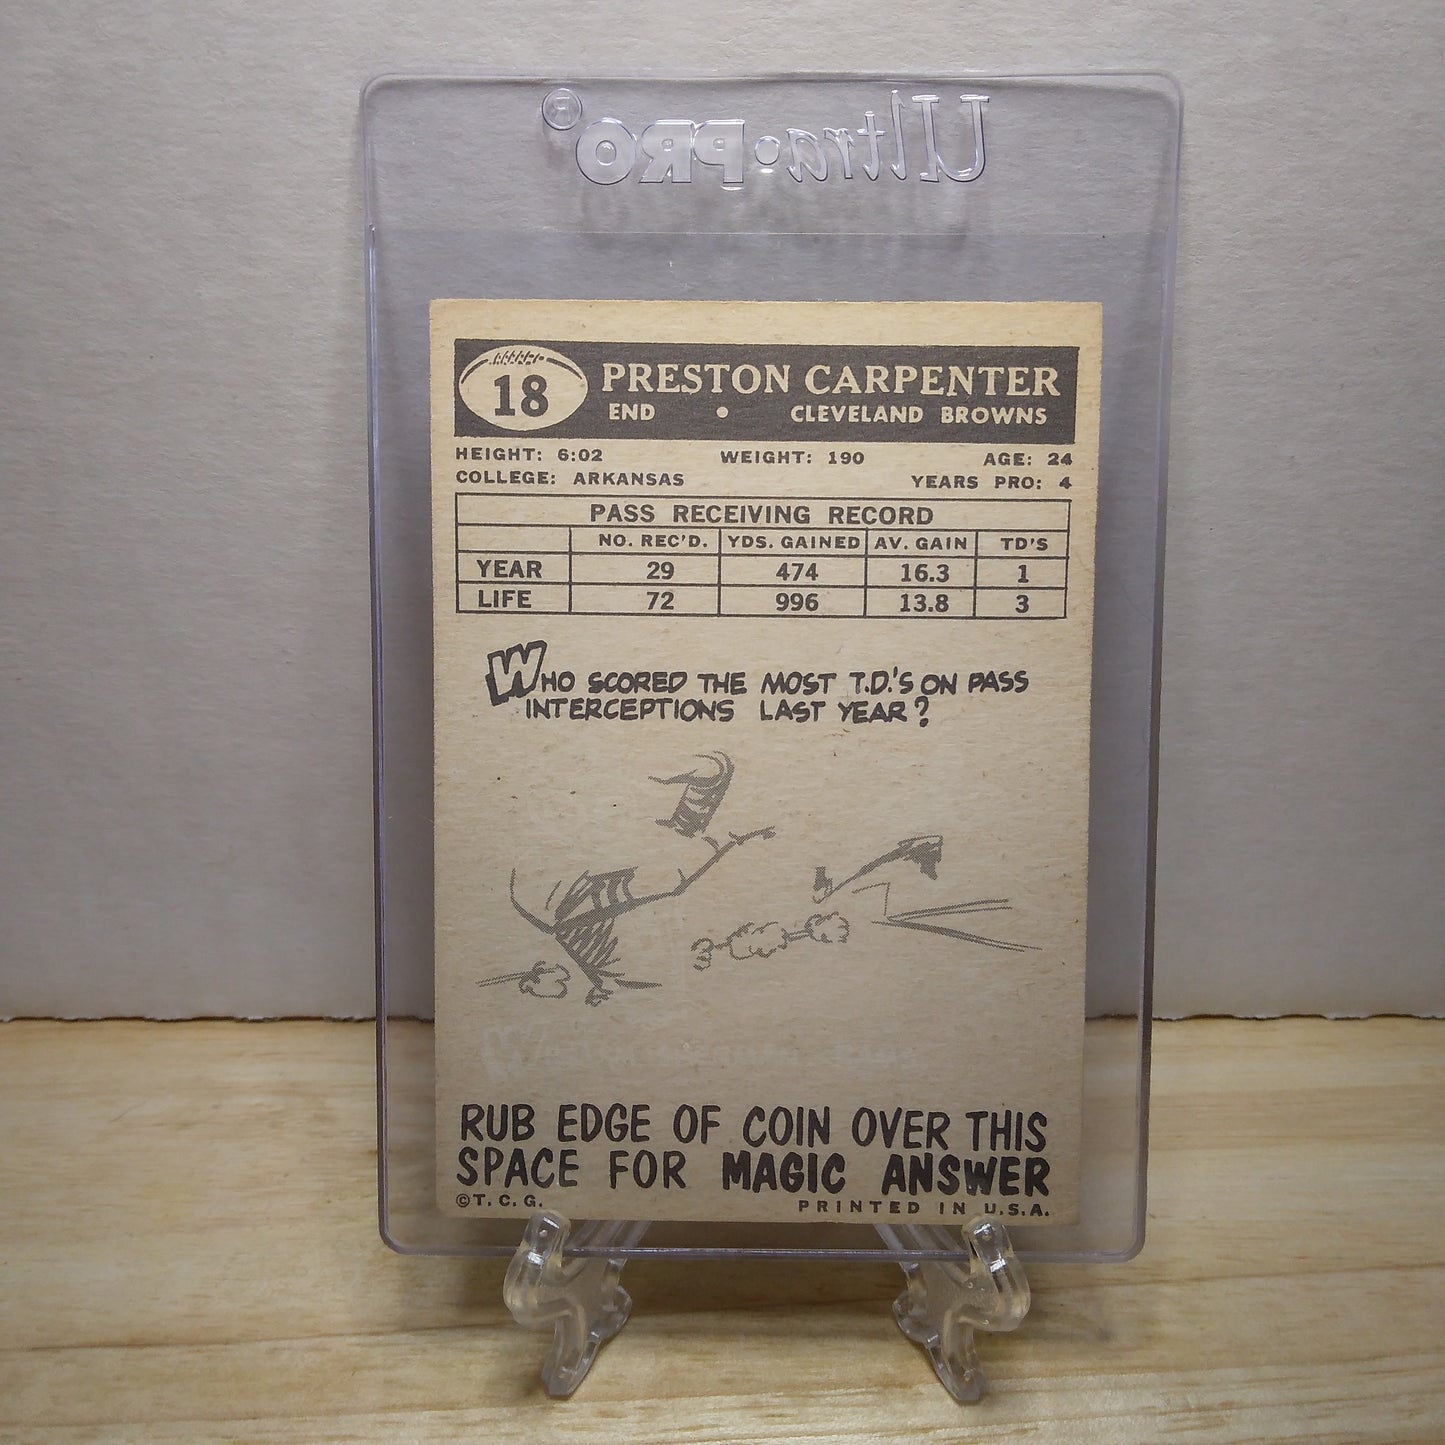 Ultra·PRO®
18
PRESTON CARPENTER
END • CLEVELAND BROWNS
HEIGHT: 6:02 WEIGHT: 190 AGE: 24
COLLEGE: ARKANSAS YEARS PRO: 4
PASS RECEIVING RECORD
NO. REC'D. YDS. GAINED AV. GAIN TD'S
YEAR 29 474 16.3 1
LIFE 72 996 13.8 3
WHO SCORED THE MOST T.D.'S ON PASS
INTERCEPTIONS LAST YEAR?
RUB EDGE OF COIN OVER THIS
SPACE FOR MAGIC ANSWER
©T. C. G. PRINTED IN U.S.A.